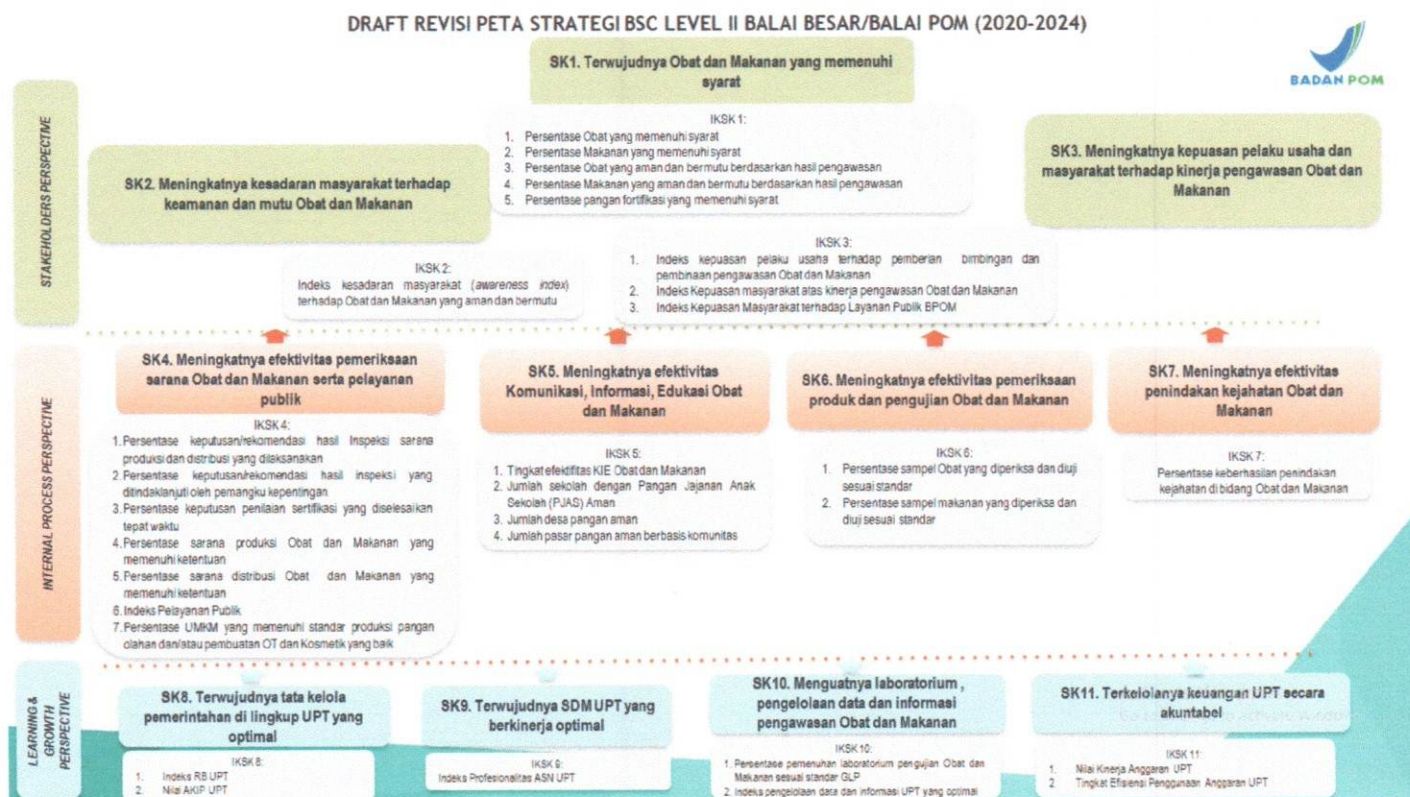 DRAFT REVISI PETA STRATEGI BSC LEVEL II BALAI BESAR/BALAI POM (2020-2024)
BADAN POM
STAKEHOLDERS PERSPECTIVE
SK1. Terwujudnya Obat dan Makanan yang memenuhi
syarat
IKSK 1:
1. Persentase Obat yang memenuhi syarat
2. Persentase Makanan yang memenuhi syarat
3. Persentase Obat yang aman dan bermutu berdasarkan hasil pengawasan
4. Persentase Makanan yang aman dan bermutu berdasarkan hasil pengawasan
5. Persentase pangan fortifikasi yang memenuhi syarat
SK2. Meningkatnya kesadaran masyarakat terhadap
keamanan dan mutu Obat dan Makanan
IKSK 2:
Indeks kesadaran masyarakat (awareness index)
terhadap Obat dan Makanan yang aman dan bermutu
SK3. Meningkatnya kepuasan pelaku usaha dan
masyarakat terhadap kinerja pengawasan Obat dan
Makanan
IKSK 3:
1. Indeks kepuasan pelaku usaha terhadap pemberian bimbingan dan
pembinaan pengawasan Obat dan Makanan
2. Indeks Kepuasan masyarakat atas kinerja pengawasan Obat dan Makanan
3. Indeks Kepuasan Masyarakat terhadap Layanan Publik BPOM
INTERNAL PROCESS PERSPECTIVE
SK4. Meningkatnya efektivitas pemeriksaan
sarana Obat dan Makanan serta pelayanan
publik
IKSK 4:
1. Persentase keputusan/rekomendasi hasil Inspeksi sarana
produksi dan distribusi yang dilaksanakan
2. Persentase keputusan/rekomendasi hasil inspeksi yang
ditindaklanjuti oleh pemangku kepentingan
3. Persentase keputusan penilaian sertifikasi yang diselesaikan
tepat waktu
4. Persentase sarana produksi Obat dan Makanan yang
memenuhi ketentuan
5. Persentase sarana distribusi Obat dan Makanan yang
memenuhi ketentuan
6. Indeks Pelayanan Publik
7. Persentase UMKM yang memenuhi standar produksi pangan
olahan dan/atau pembuatan OT dan Kosmetik yang baik
SK5. Meningkatnya efektivitas
Komunikasi, Informasi, Edukasi Obat
dan Makanan
IKSK 5:
1. Tingkat efektifitas KIE Obat dan Makanan
2. Jumlah sekolah dengan Pangan Jajanan Anak
Sekolah (PJAS) Aman
3. Jumlah desa pangan aman
4. Jumlah pasar pangan aman berbasis komunitas
SK6. Meningkatnya efektivitas pemeriksaan
produk dan pengujian Obat dan Makanan
IKSK 6:
1. Persentase sampel Obat yang diperiksa dan diuji
sesuai standar
2. Persentase sampel makanan yang diperiksa dan
diuji sesuai standar
SK7. Meningkatnya efektivitas
penindakan kejahatan Obat dan
Makanan
IKSK 7:
Persentase keberhasilan penindakan
kejahatan di bidang Obat dan Makanan
LEARNING &
GROWTH
PERSPECTIVE
SK8. Terwujudnya tata kelola
pemerintahan di lingkup UPT yang
optimal
IKSK 8:
1. Indeks RB UPT
2. Nilai AKIP UPT
SK9. Terwujudnya SDM UPT yang
berkinerja optimal
IKSK 9:
Indeks Profesionalitas ASN UPT
SK10. Menguatnya laboratorium ,
pengelolaan data dan informasi
pengawasan Obat dan Makanan
IKSK 10:
1. Persentase pemenuhan laboratorium pengujian Obat dan
Makanan sesuai standar GLP
2. Indeks pengelolaan data dan informasi UPT yang optimal
SK11. Terkelolanya keuangan UPT secara
akuntabel
IKSK 11:
1. Nilai Kinerja Anggaran UPT
2. Tingkat Efisiensi Penggunaan Anggaran UPT